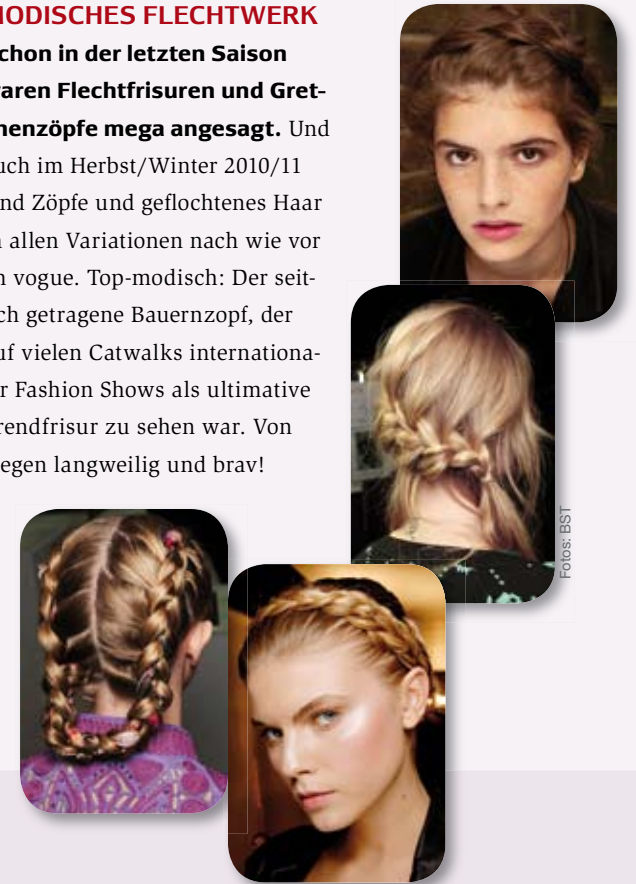 MODISCHES FLECHTWERK
chon in der letzten Saison
aren Flechtfrisuren und Gret-
henzöpfe mega angesagt. Und
uch im Herbst/Winter 2010/11
nd Zöpfe und geflochtenes Haar
n allen Variationen nach wie vor
n vogue. Top-modisch: Der seit-
ch getragene Bauernzopf, der
uf vielen Catwalks internationa-
r Fashion Shows als ultimative
rendfrisur zu sehen war. Von
egen langweilig und brav!
Fotos: BST